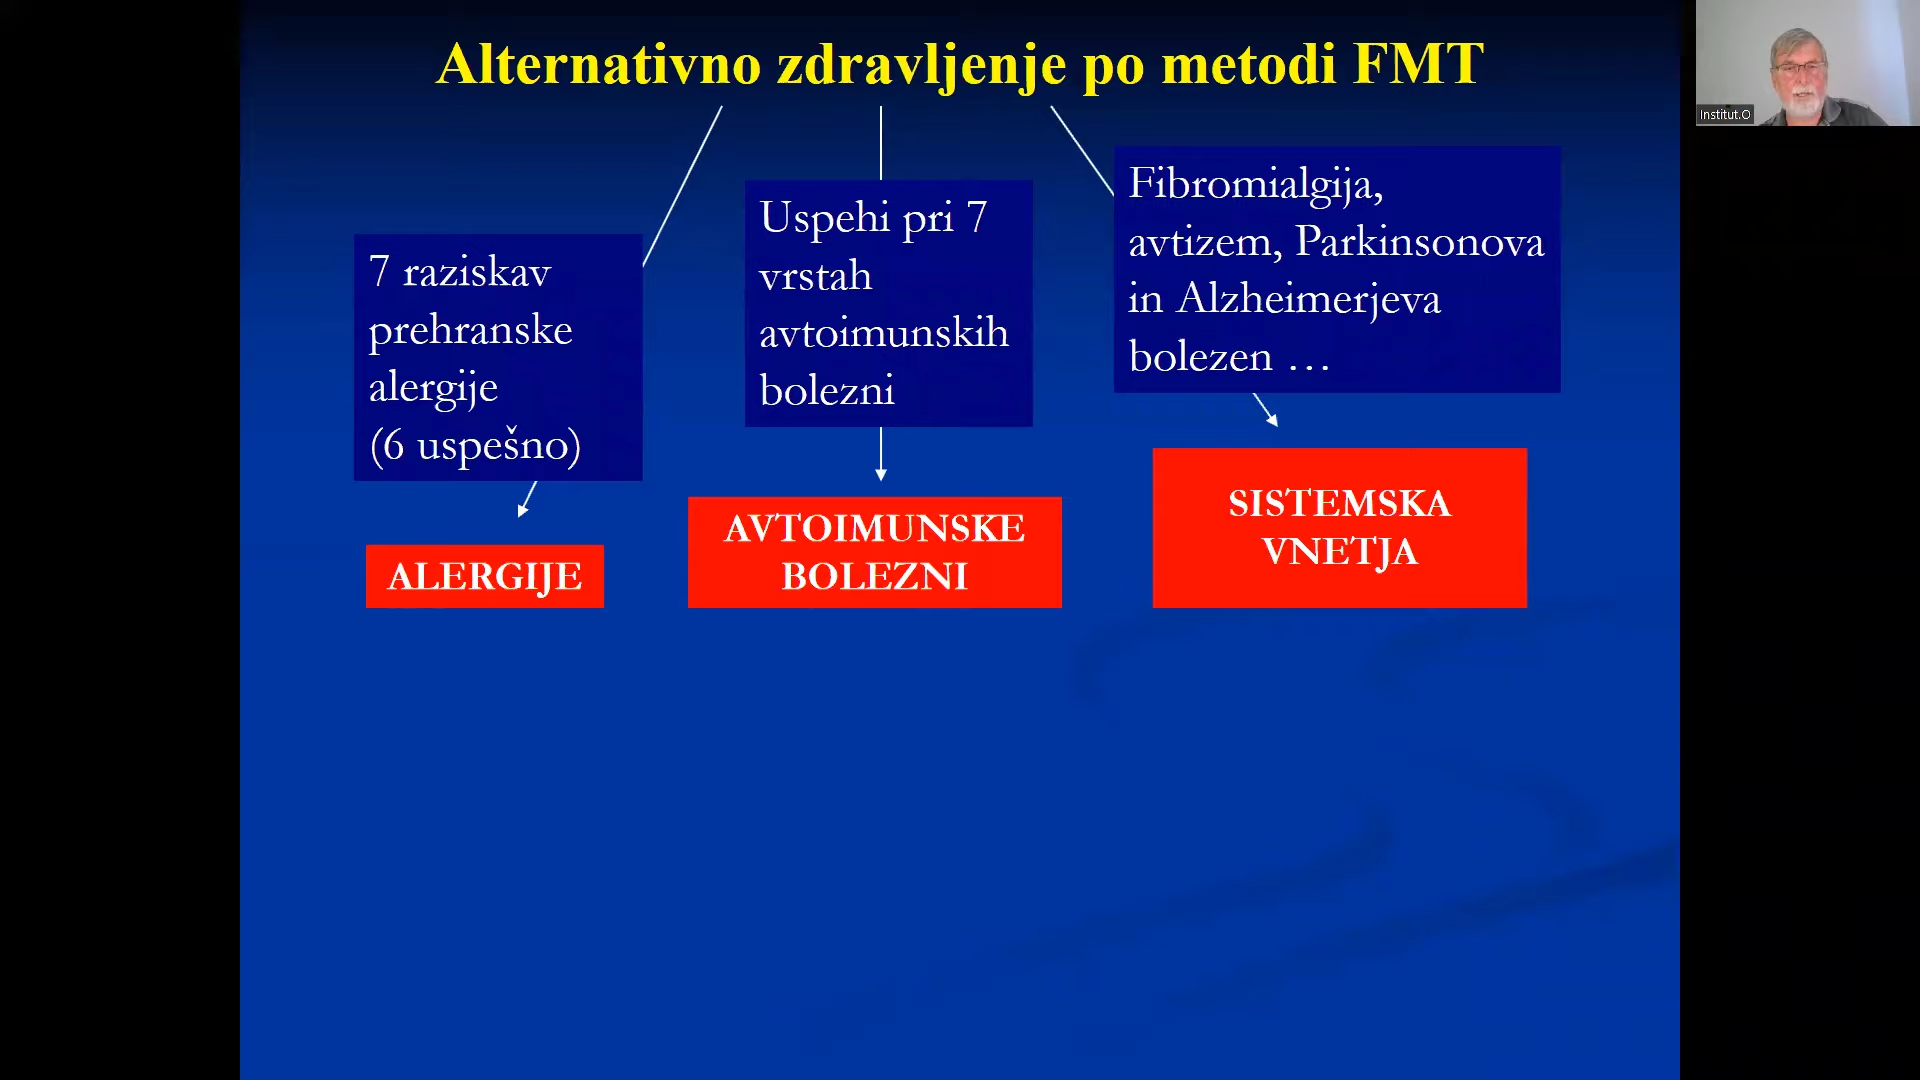 Alternativno zdravljenje po metodi FMT
7 raziskav
prehranske
alergije
(6 uspešno)
ALERGIJE
Uspehi pri 7
vrstah
avtoimunskih
bolezni
AVTOIMUNSKE
BOLEZNI
Fibromialgija,
avtizem, Parkinsonova
in Alzheimerjeva
bolezen …
SISTEMSKA
VNETJA
Institut.O